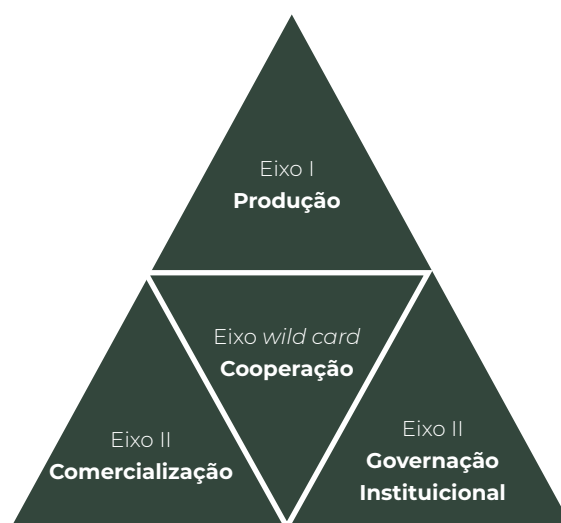 Eixo I
Produção
Eixo wild card
Cooperação
Eixo II
Comercialização
Eixo II
Governação
Instituicional